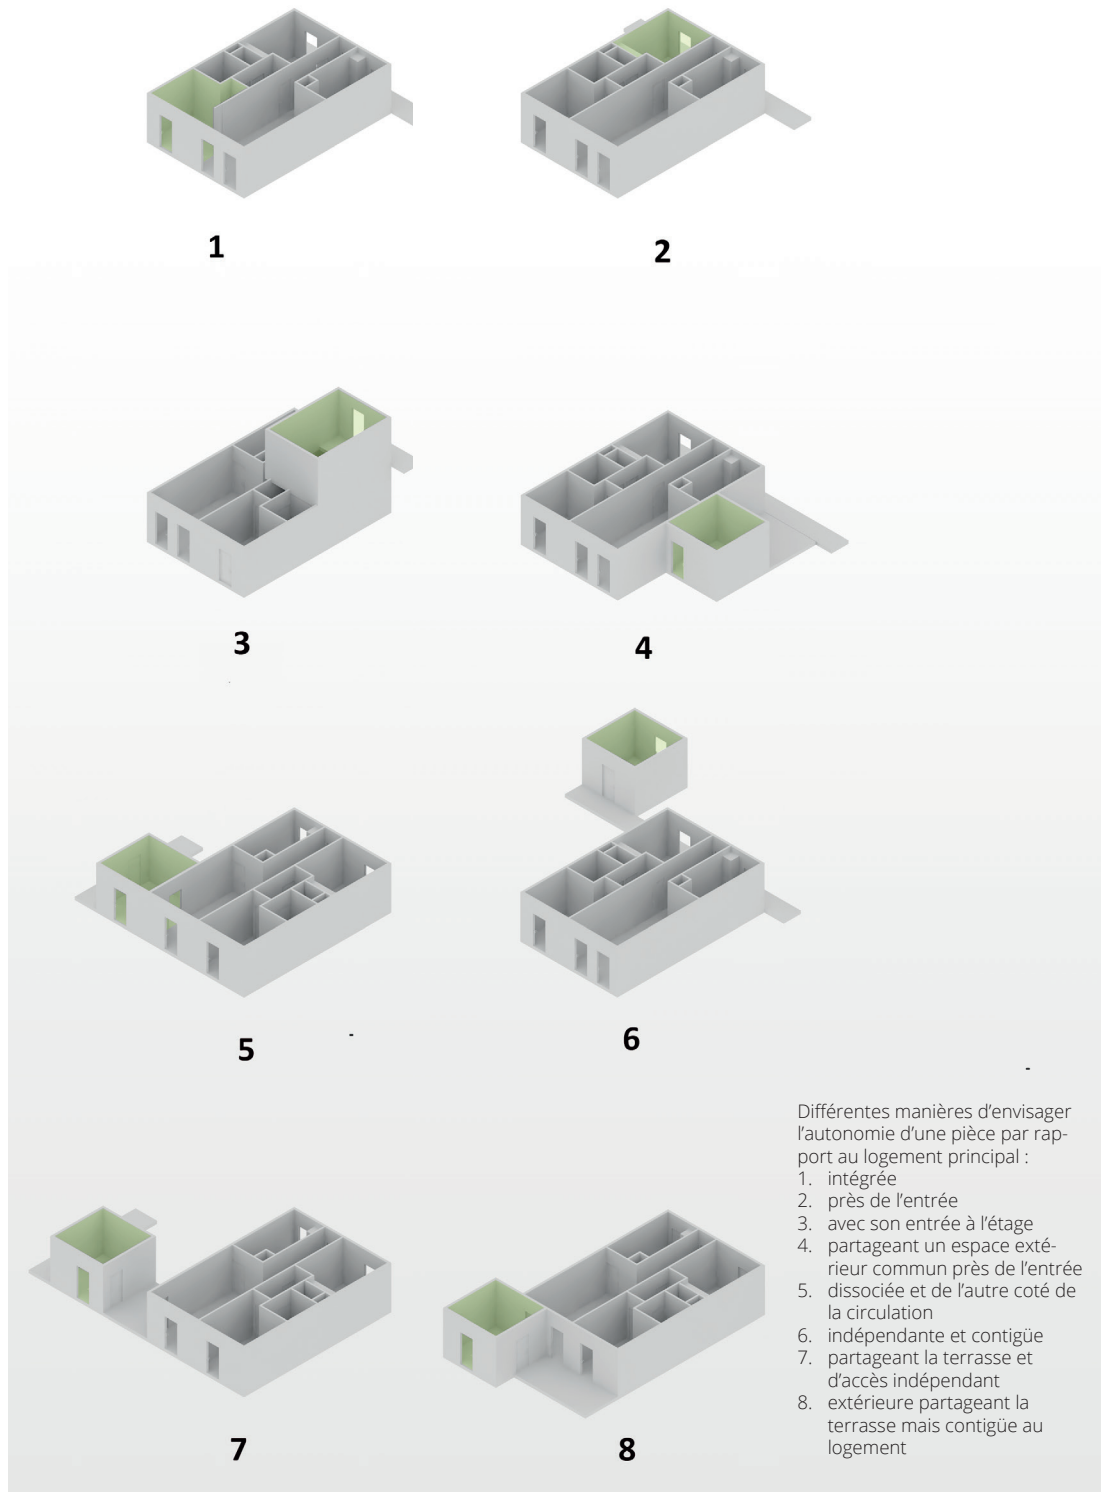 1
2
3
4
5
6
7
8
Différentes manières d'envisager
l'autonomie d'une pièce par rap-
port au logement principal :
1. intégrée
2. près de l'entrée
3. avec son entrée à l'étage
4. partageant un espace exté-
rieur commun près de l'entrée
5. dissociée et de l'autre coté de
la circulation
6. indépendante et contigüe
7. partageant la terrasse et
d'accès indépendant
8. extérieure partageant la
terrasse mais contigüe au
logement